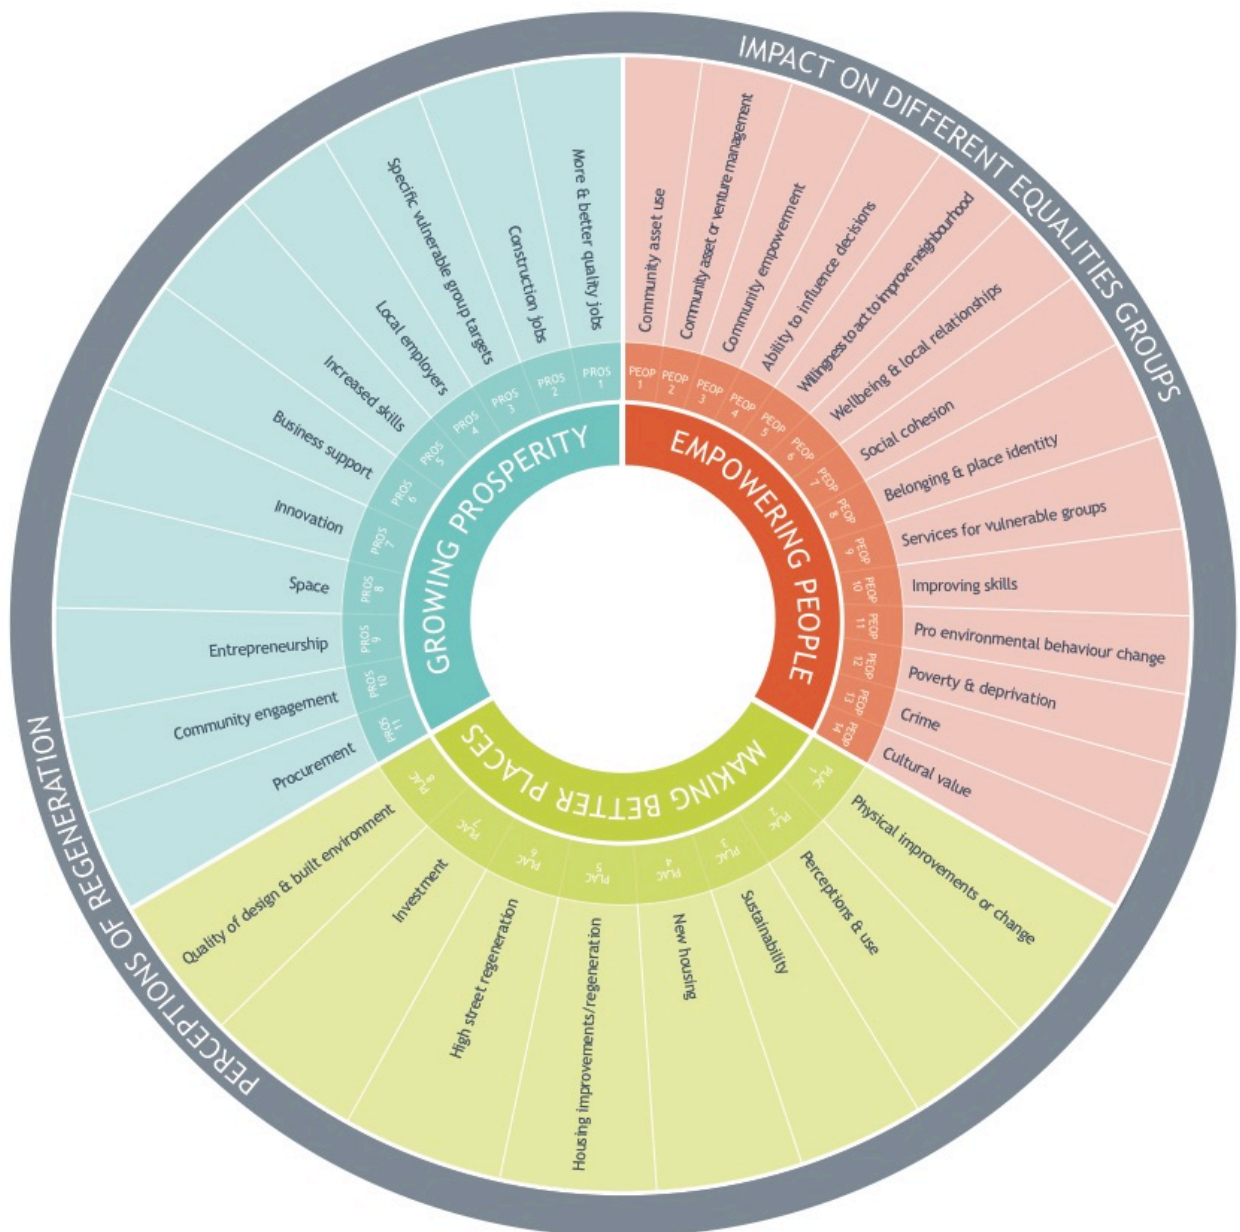 IMPACT ON DIFFERENT EQUALITIES GROUPS
PERCEPTIONS OF REGENERATION
EMPOWERING PEOPLE
PEOP 1
Community asset use
PEOP 2
Community asset or venture management
PEOP 3
Community empowerment
PEOP 4
Ability to influence decisions
PEOP 5
Willingness to act to improve neighbourhood
PEOP 6
Wellbeing & local relationships
PEOP 7
Social cohesion
PEOP 8
Belonging & place identity
PEOP 9
Services for vulnerable groups
PEOP 10
Improving skills
PEOP 11
Pro environmental behaviour change
PEOP 12
Poverty & deprivation
PEOP 13
Crime
PEOP 14
Cultural value
MAKING BETTER PLACES
PLAC 1
Physical improvements or change
PLAC 2
Perceptions & use
PLAC 3
Sustainability
PLAC 4
New housing
PLAC 5
Housing improvements/regeneration
PLAC 6
High street regeneration
PLAC 7
Investment
PLAC 8
Quality of design & built environment
GROWING PROSPERITY
PROS 11
Procurement
PROS 10
Community engagement
PROS 9
Entrepreneurship
PROS 8
Space
PROS 7
Innovation
PROS 6
Business support
PROS 5
Increased skills
PROS 4
Local employers
PROS 3
Specific vulnerable group targets
PROS 2
Construction jobs
PROS 1
More & better quality jobs